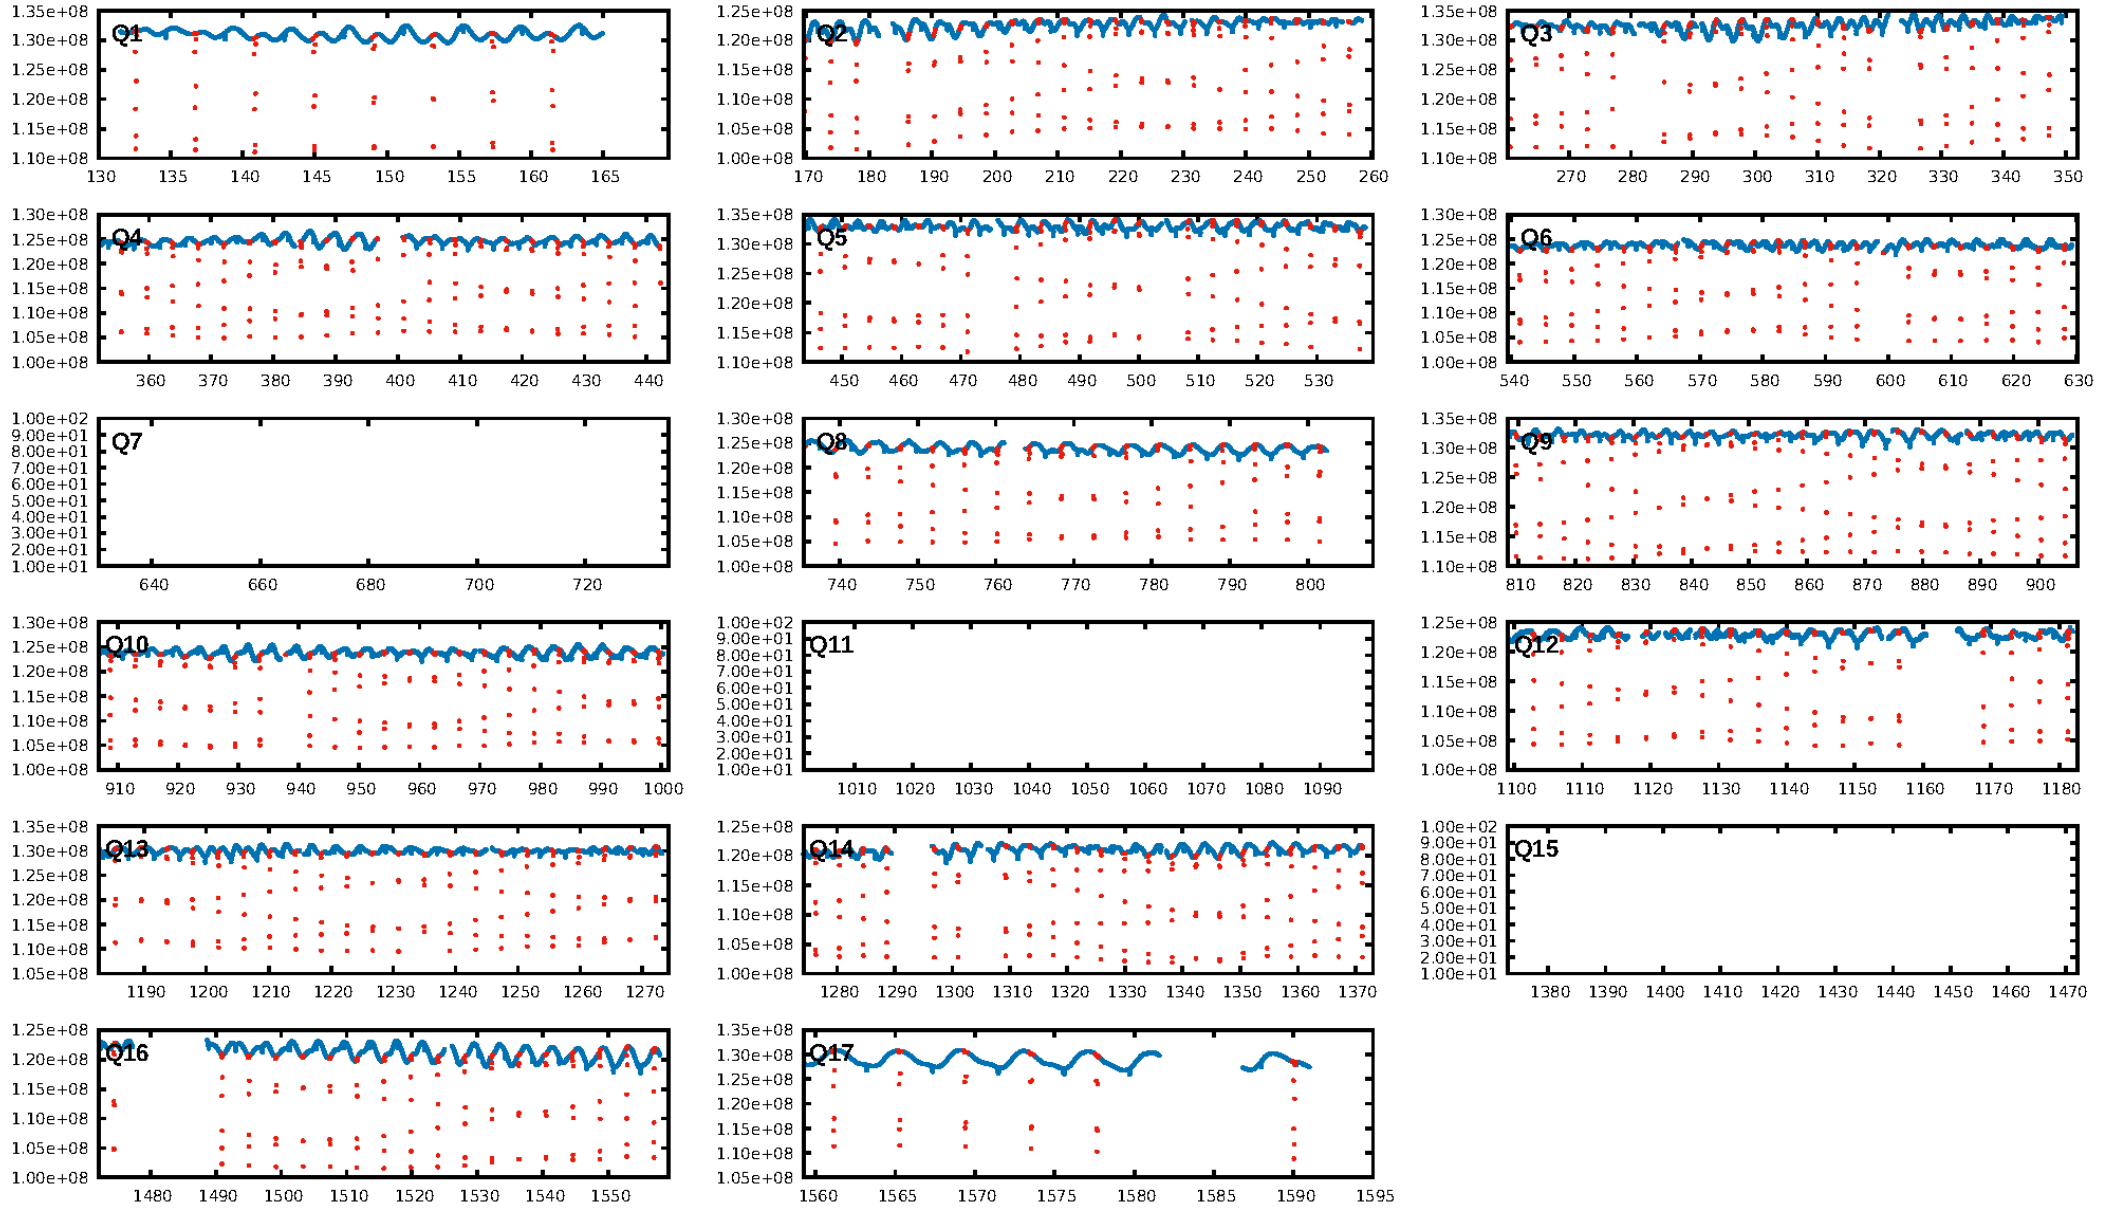 1.35e+08 1.30e+08 1.25e+08 1.20e+08 1.15e+08 1.10e+08
Q1
130 135 140 145 150 155 160 165
1.25e+08 1.20e+08 1.15e+08 1.10e+08 1.05e+08 1.00e+08
Q2
170 180 190 200 210 220 230 240 250 260
1.35e+08 1.30e+08 1.25e+08 1.20e+08 1.15e+08 1.10e+08
Q3
270 280 290 300 310 320 330 340 350
1.30e+08 1.25e+08 1.20e+08 1.15e+08 1.10e+08 1.05e+08 1.00e+08
Q4
360 370 380 390 400 410 420 430 440
1.35e+08 1.30e+08 1.25e+08 1.20e+08 1.15e+08 1.10e+08
Q5
450 460 470 480 490 500 510 520 530
1.30e+08 1.25e+08 1.20e+08 1.15e+08 1.10e+08 1.05e+08 1.00e+08
Q6
540 550 560 570 580 590 600 610 620 630
1.00e+02 9.00e+01 8.00e+01 7.00e+01 6.00e+01 5.00e+01 4.00e+01 3.00e+01 2.00e+01 1.00e+01
Q7
640 660 680 700 720
1.30e+08 1.25e+08 1.20e+08 1.15e+08 1.10e+08 1.05e+08 1.00e+08
Q8
740 750 760 770 780 790 800
1.35e+08 1.30e+08 1.25e+08 1.20e+08 1.15e+08 1.10e+08
Q9
810 820 830 840 850 860 870 880 890 900
1.30e+08 1.25e+08 1.20e+08 1.15e+08 1.10e+08 1.05e+08 1.00e+08
Q10
910 920 930 940 950 960 970 980 990 1000
1.00e+02 9.00e+01 8.00e+01 7.00e+01 6.00e+01 5.00e+01 4.00e+01 3.00e+01 2.00e+01 1.00e+01
Q11
1010 1020 1030 1040 1050 1060 1070 1080 1090
1.25e+08 1.20e+08 1.15e+08 1.10e+08 1.05e+08 1.00e+08
Q12
1100 1110 1120 1130 1140 1150 1160 1170 1180
1.35e+08 1.30e+08 1.25e+08 1.20e+08 1.15e+08 1.10e+08 1.05e+08
Q13
1190 1200 1210 1220 1230 1240 1250 1260 1270
1.25e+08 1.20e+08 1.15e+08 1.10e+08 1.05e+08 1.00e+08
Q14
1280 1290 1300 1310 1320 1330 1340 1350 1360 1370
1.00e+02 9.00e+01 8.00e+01 7.00e+01 6.00e+01 5.00e+01 4.00e+01 3.00e+01 2.00e+01 1.00e+01
Q15
1380 1390 1400 1410 1420 1430 1440 1450 1460 1470
1.25e+08 1.20e+08 1.15e+08 1.10e+08 1.05e+08 1.00e+08
Q16
1480 1490 1500 1510 1520 1530 1540 1550
1.35e+08 1.30e+08 1.25e+08 1.20e+08 1.15e+08 1.10e+08 1.05e+08
Q17
1560 1565 1570 1575 1580 1585 1590 1595